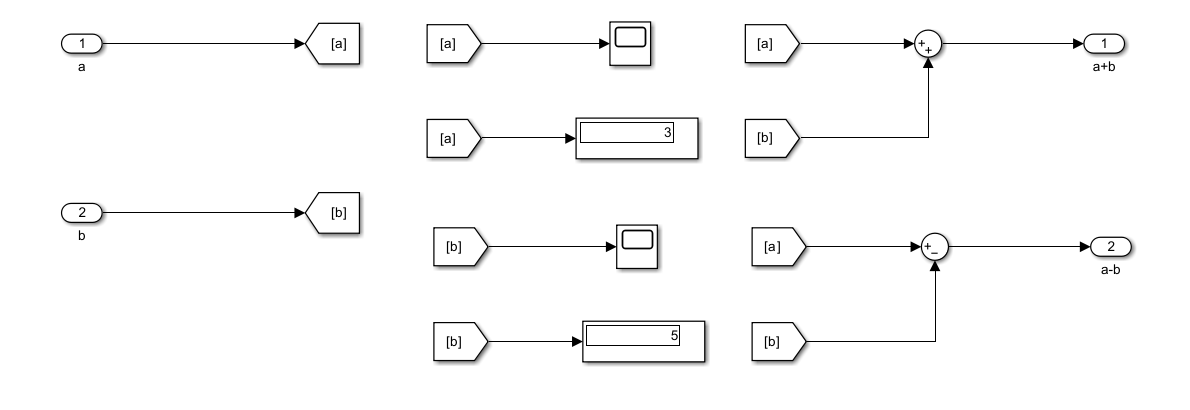 1
a
[a]
[a]
[a]
+
+
1
a+b
[a]
3
[b]
2
b
[b]
[b]
[a]
+
−
2
a-b
[b]
5
[b]